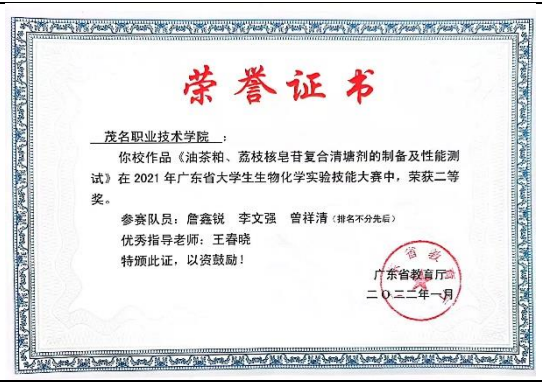 荣誉证书
茂名职业技术学院：
你校作品《油茶粕、荔枝核皂苷复合清塘剂的制备及性能测
试》在2021年广东省大学生生物化学实验技能大赛中，荣获二等
奖。
参赛队员：詹鑫锐 李文强 曾祥清（排名不分先后）
优秀指导老师：王春晓
特颁此证，以资鼓励！
广东省教育厅
二〇二二年一月